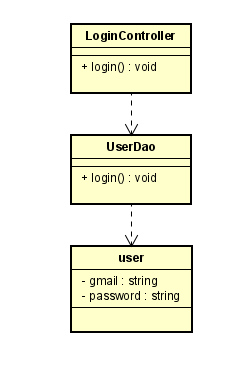 LoginController
+ login() : void
UserDao
+ login() : void
user
- gmail : string
- password : string